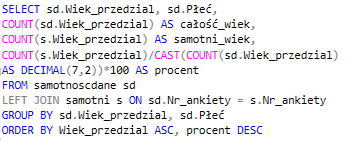 SELECT sd.Wiek_przedzial, sd.Płeć,
COUNT(sd.Wiek_przedzial) AS całość_wiek,
COUNT(s.Wiek_przedzial) AS samotni_wiek,
COUNT(s.Wiek_przedzial)/CAST(COUNT(sd.Wiek_przedzial)
AS DECIMAL(7,2))*100 AS procent
FROM samotnoscdane sd
LEFT JOIN samotni s ON sd.Nr_ankiety = s.Nr_ankiety
GROUP BY sd.Wiek_przedzial, sd.Płeć
ORDER BY Wiek_przedzial ASC, procent DESC